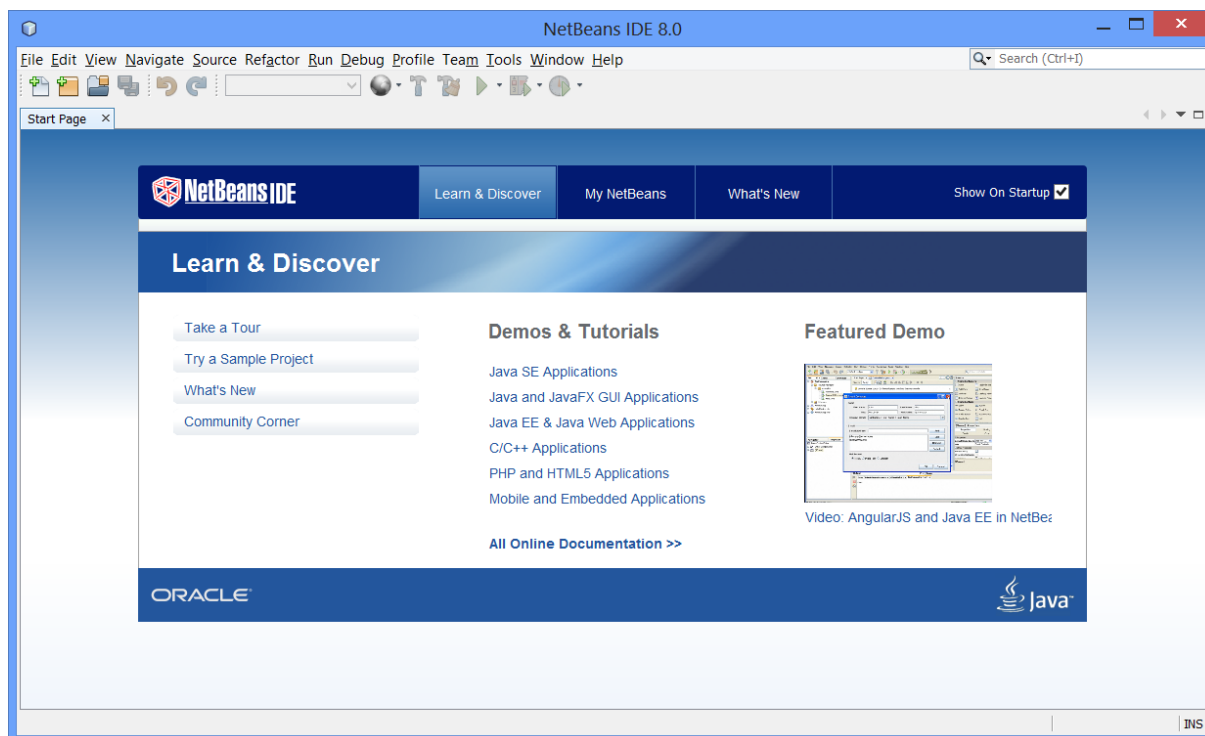 NetBeans IDE 8.0
File Edit View Navigate Source Refactor Run Debug Profile Team Tools Window Help
Search (Ctrl+I)
Start Page
NetBeans IDE
Learn & Discover
My NetBeans
What's New
Show On Startup
Learn & Discover
Take a Tour
Try a Sample Project
What's New
Community Corner
Demos & Tutorials
Java SE Applications
Java and JavaFX GUI Applications
Java EE & Java Web Applications
C/C++ Applications
PHP and HTML5 Applications
Mobile and Embedded Applications
All Online Documentation >>
Featured Demo
Video: AngularJS and Java EE in NetBea
ORACLE
Java
INS